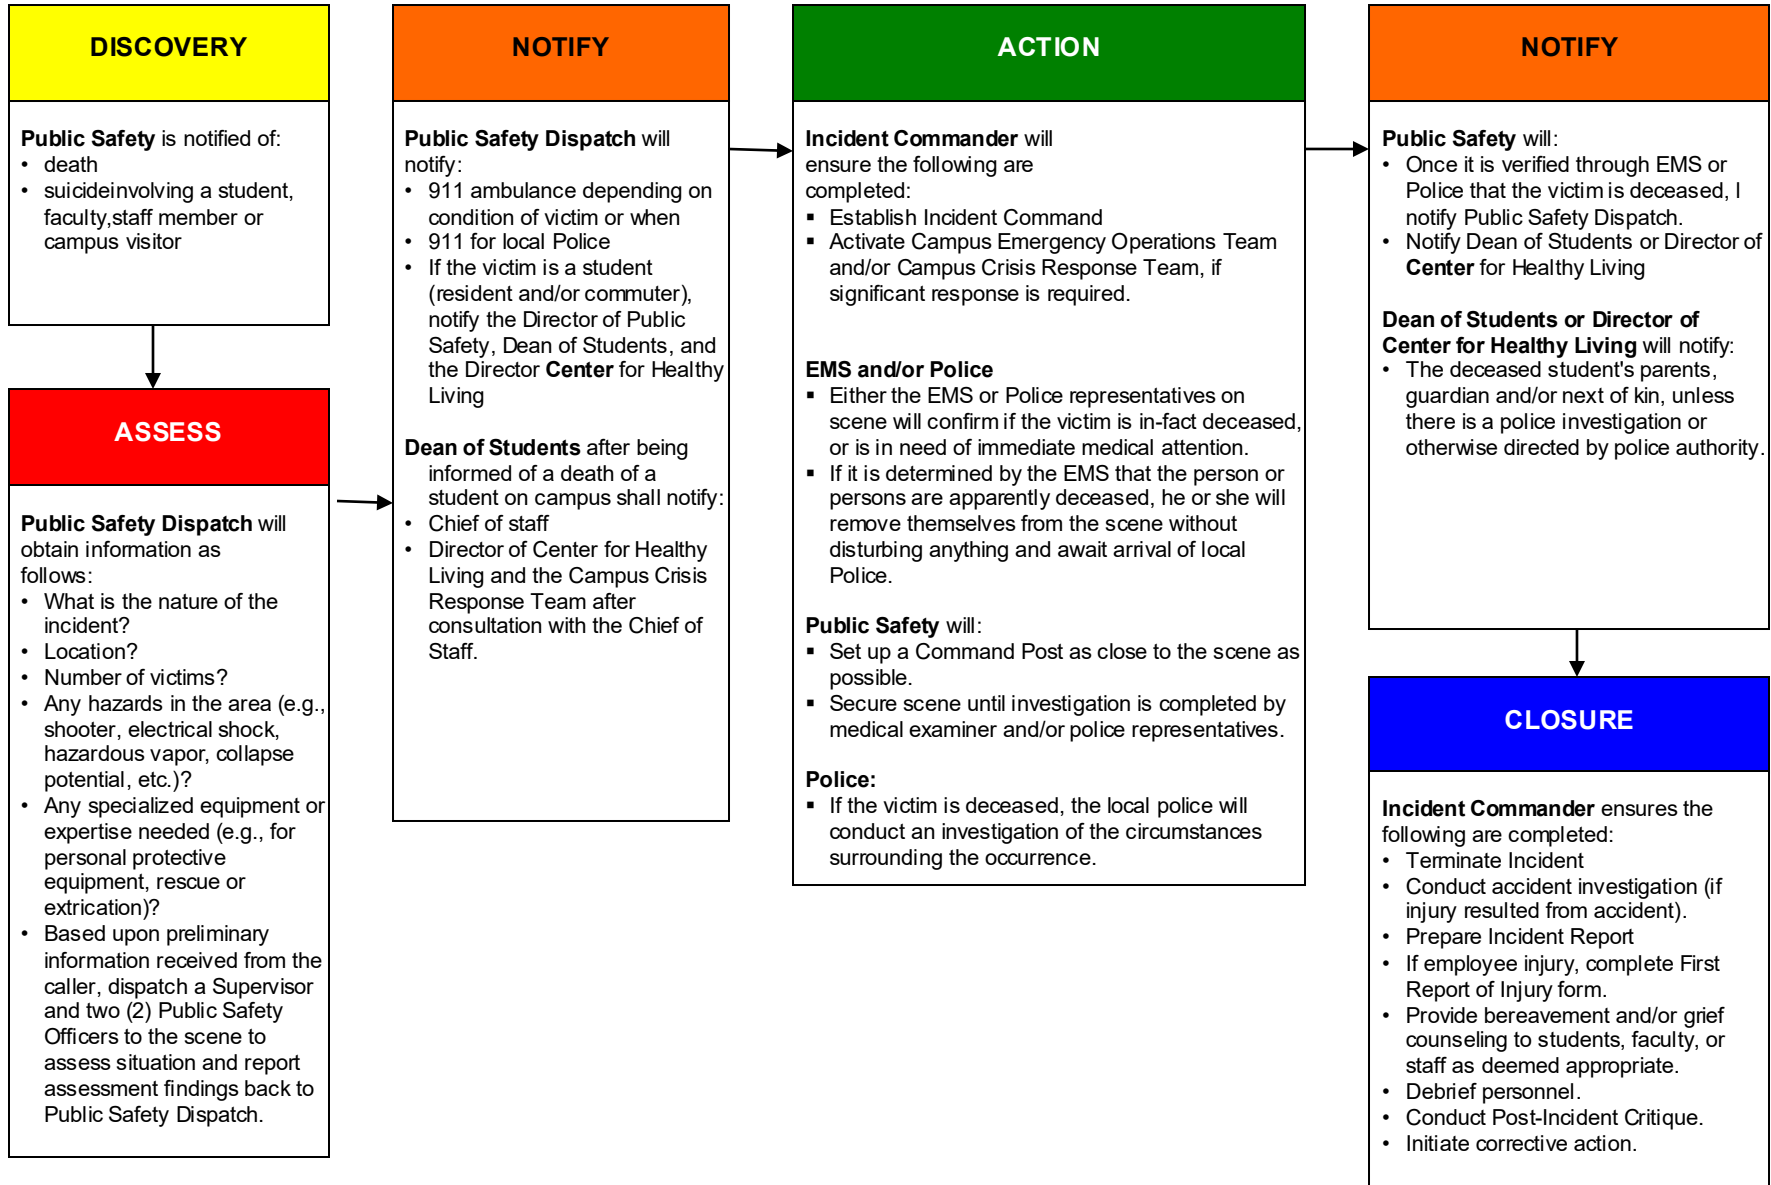 DISCOVERY
Public Safety is notified of:
• death
• suicideinvolving a student,
faculty,staff member or
campus visitor
ASSESS
Public Safety Dispatch will
obtain information as
follows:
• What is the nature of the
incident?
• Location?
• Number of victims?
• Any hazards in the area (e.g.,
shooter, electrical shock,
hazardous vapor, collapse
potential, etc.)?
• Any specialized equipment or
expertise needed (e.g., for
personal protective
equipment, rescue or
extrication)?
• Based upon preliminary
information received from the
caller, dispatch a Supervisor
and two (2) Public Safety
Officers to the scene to
assess situation and report
assessment findings back to
Public Safety Dispatch.
NOTIFY
Public Safety Dispatch will
notify:
• 911 ambulance depending on
condition of victim or when
• 911 for local Police
• If the victim is a student
(resident and/or commuter),
notify the Director of Public
Safety, Dean of Students, and
the Director Center for Healthy
Living
Dean of Students after being
informed of a death of a
student on campus shall notify:
• Chief of staff
• Director of Center for Healthy
Living and the Campus Crisis
Response Team after
consultation with the Chief of
Staff.
ACTION
Incident Commander will
ensure the following are
completed:
▪ Establish Incident Command
▪ Activate Campus Emergency Operations Team
and/or Campus Crisis Response Team, if
significant response is required.
EMS and/or Police
▪ Either the EMS or Police representatives on
scene will confirm if the victim is in-fact deceased,
or is in need of immediate medical attention.
▪ If it is determined by the EMS that the person or
persons are apparently deceased, he or she will
remove themselves from the scene without
disturbing anything and await arrival of local
Police.
Public Safety will:
▪ Set up a Command Post as close to the scene as
possible.
▪ Secure scene until investigation is completed by
medical examiner and/or police representatives.
Police:
▪ If the victim is deceased, the local police will
conduct an investigation of the circumstances
surrounding the occurrence.
NOTIFY
Public Safety will:
• Once it is verified through EMS or
Police that the victim is deceased, I
notify Public Safety Dispatch.
• Notify Dean of Students or Director of
Center for Healthy Living
Dean of Students or Director of
Center for Healthy Living will notify:
• The deceased student's parents,
guardian and/or next of kin, unless
there is a police investigation or
otherwise directed by police authority.
CLOSURE
Incident Commander ensures the
following are completed:
• Terminate Incident
• Conduct accident investigation (if
injury resulted from accident).
• Prepare Incident Report
• If employee injury, complete First
Report of Injury form.
• Provide bereavement and/or grief
counseling to students, faculty, or
staff as deemed appropriate.
• Debrief personnel.
• Conduct Post-Incident Critique.
• Initiate corrective action.